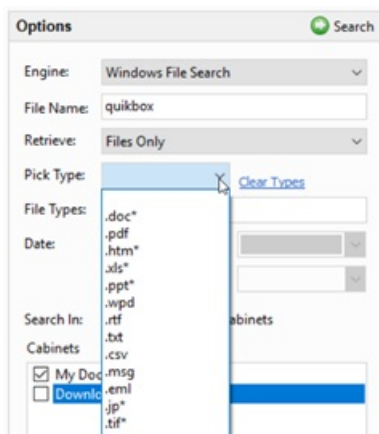 Options Search
Engine: Windows File Search
File Name: quikbox
Retrieve: Files Only
Pick Type: Clear Types
File Types:
.doc*
.pdf
Date:
.htm*
.xls*
.ppt*
.wpd
Search In: .rtf abinets
.txt
Cabinets
.csv
My Doc .msg
Downlo .eml
.jp*
.tif*